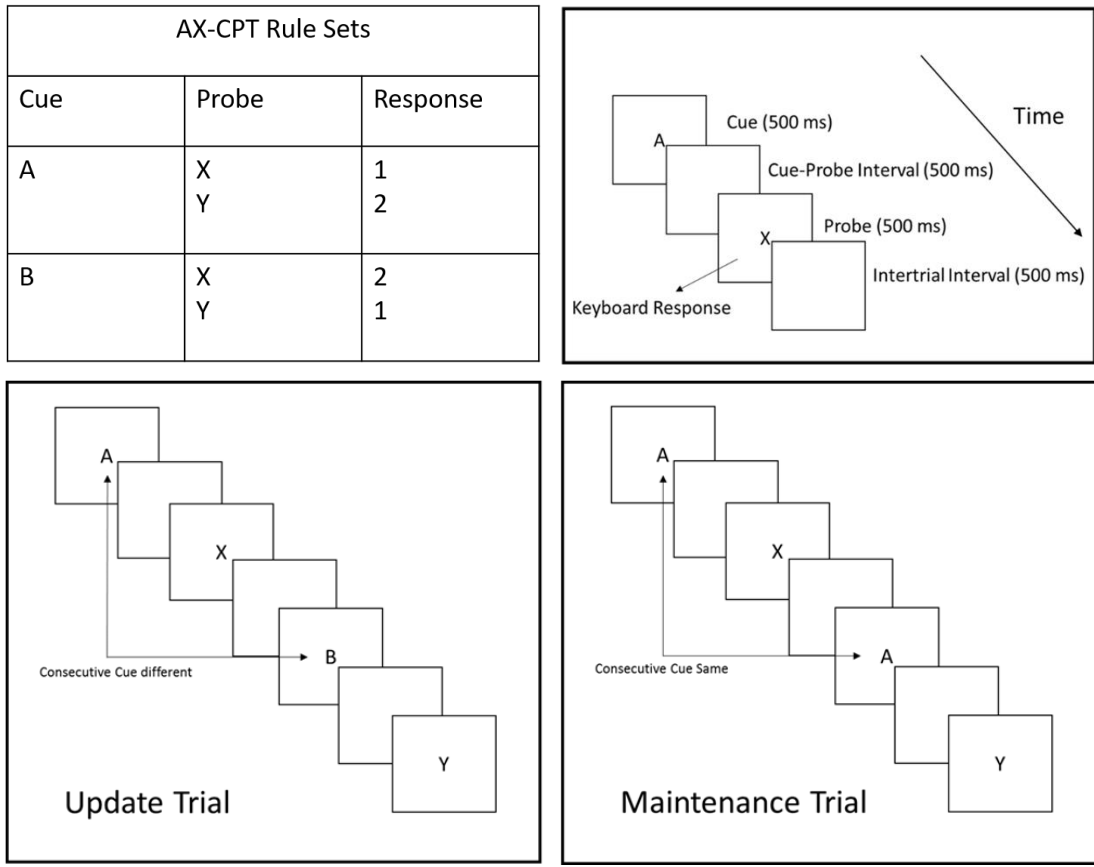 AX-CPT Rule Sets
Cue Probe Response
A X 1
Y 2
B X 2
Y 1
Time
A
Cue (500 ms)
Cue-Probe Interval (500 ms)
X
Probe (500 ms)
Intertrial Interval (500 ms)
Keyboard Response
A
X
B
Consecutive Cue different
Y
Update Trial
A
X
A
Consecutive Cue Same
Y
Maintenance Trial